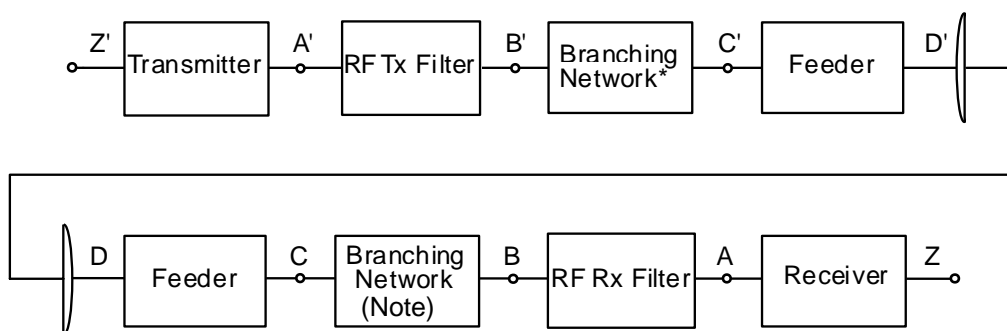 Z'
Transmitter
A'
RF Tx Filter
B'
Branching
Network*
C'
Feeder
D'
D
Feeder
C
Branching
Network
(Note)
B
RF Rx Filter
A
Receiver
Z